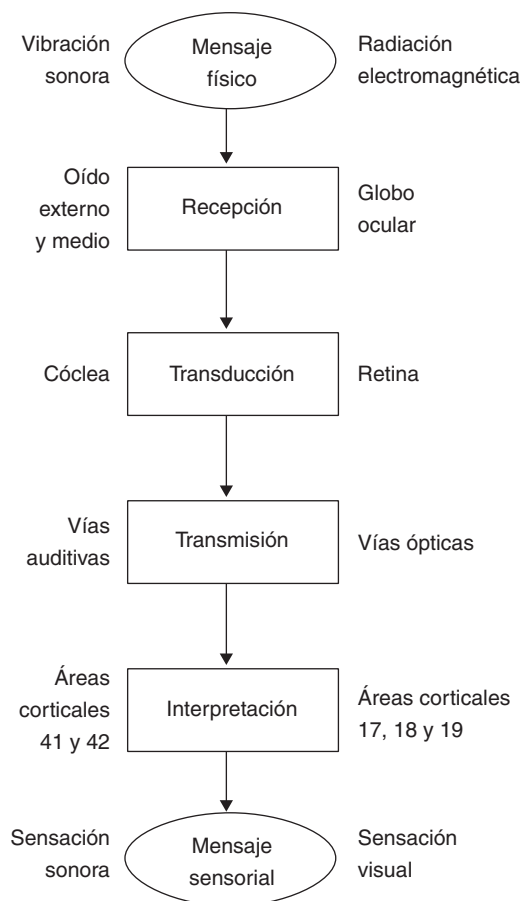 Vibración
sonora
Mensaje
físico
Radiación
electromagnética
Oído
externo
y medio
Recepción
Globo
ocular
Cóclea
Transducción
Retina
Vías
auditivas
Transmisión
Vías ópticas
Áreas
corticales
41 y 42
Interpretación
Áreas corticales
17, 18 y 19
Sensación
sonora
Mensaje
sensorial
Sensación
visual